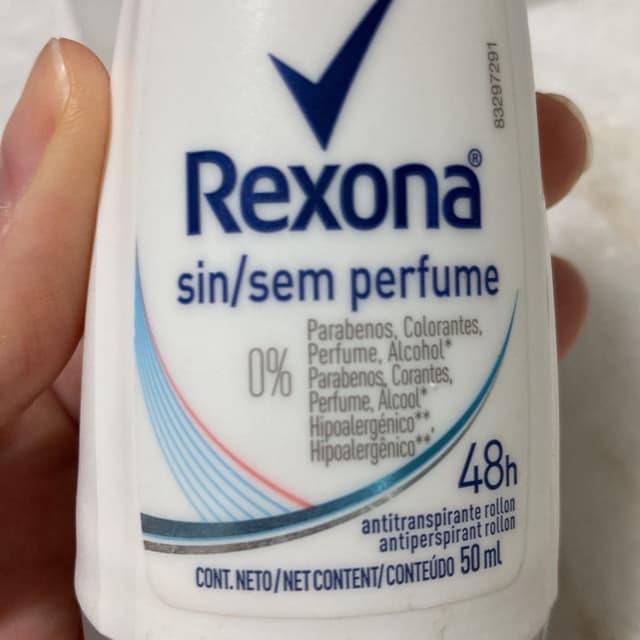 83297291
Rexona®
sin/sem perfume
0%
Parabenos, Colorantes,
Perfume, Alcohol*
Parabenos, Corantes,
Perfume, Álcool*
Hipoalergénico**,
Hipoalergênico**,
48h
antitranspirante rollon
antiperspirant rollon
CONT. NETO/NET CONTENT/CONTEÚDO 50 ml